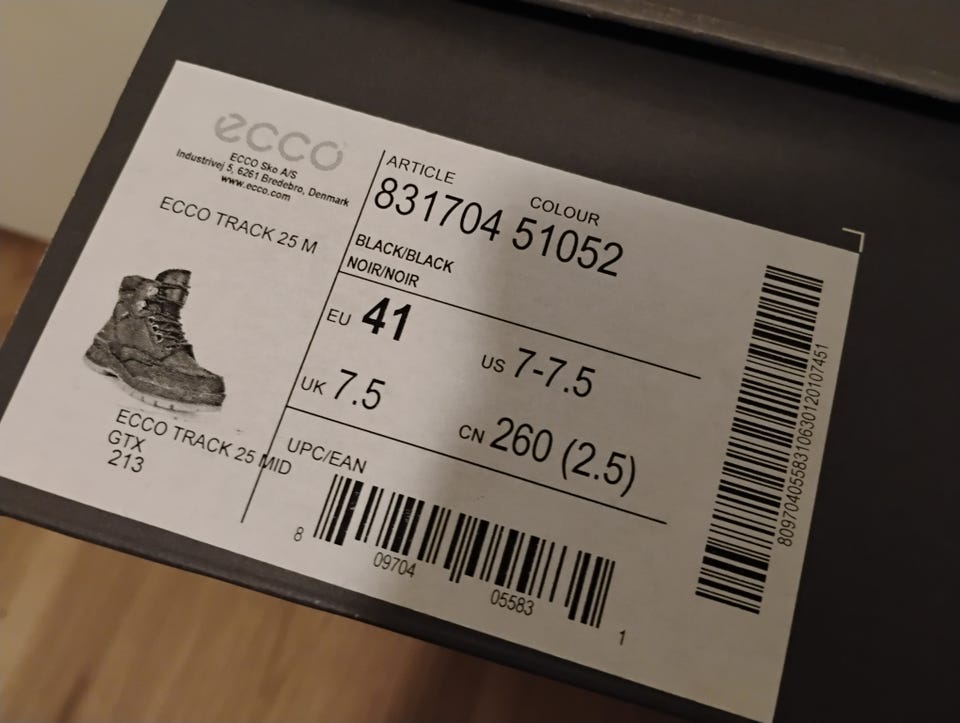 ecco
ECCO Sko A/S
Industrivej 5, 6261 Bredebro, Denmark
www.ecco.com
ECCO TRACK 25 M
ECCO TRACK 25 MID
GTX
213
ARTICLE
COLOUR
831704 51052
BLACK/BLACK
NOIR/NOIR
EU 41
US 7-7.5
UK 7.5
CN 260 (2.5)
UPC/EAN
8 09704 05583 1
8097040558310630120107451